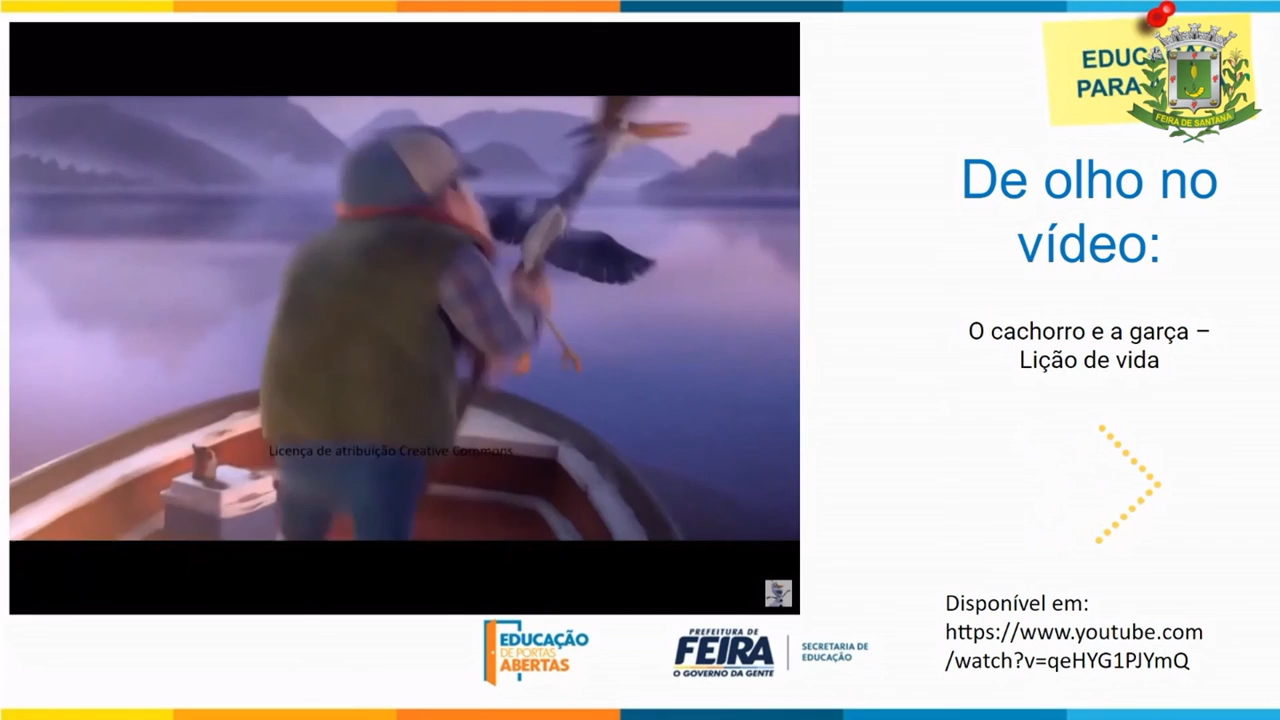 EDUC
PARA
FEIRA DE SANTANA
De olho no
vídeo:
O cachorro e a garça –
Lição de vida
Licença de atribuição Creative Commons
Disponível em:
https://www.youtube.com
/watch?v=qeHYG1PJYmQ
EDUCAÇÃO
DE PORTAS
ABERTAS
PREFEITURA DE
FEIRA
O GOVERNO DA GENTE
SECRETARIA DE
EDUCAÇÃO